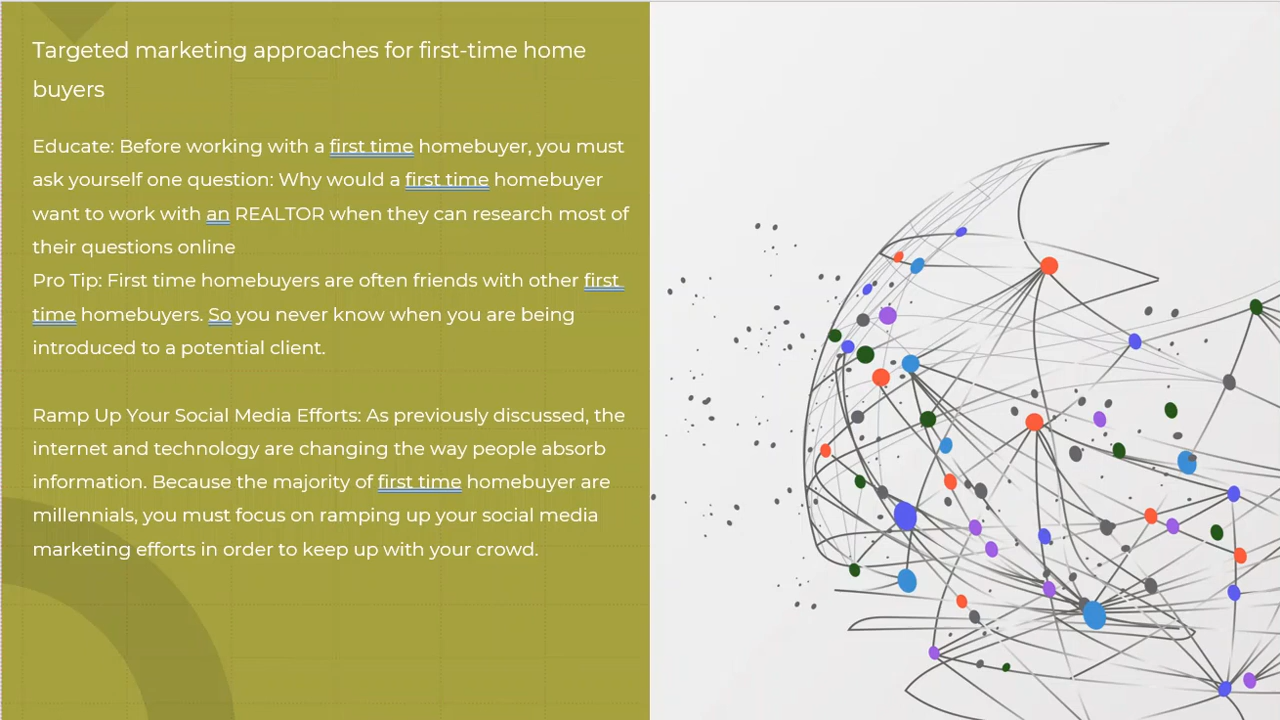 Targeted marketing approaches for first-time home
buyers
Educate: Before working with a first time homebuyer, you must
ask yourself one question: Why would a first time homebuyer
want to work with an REALTOR when they can research most of
their questions online
Pro Tip: First time homebuyers are often friends with other first
time homebuyers. So you never know when you are being
introduced to a potential client.
Ramp Up Your Social Media Efforts: As previously discussed, the
internet and technology are changing the way people absorb
information. Because the majority of first time homebuyer are
millennials, you must focus on ramping up your social media
marketing efforts in order to keep up with your crowd.